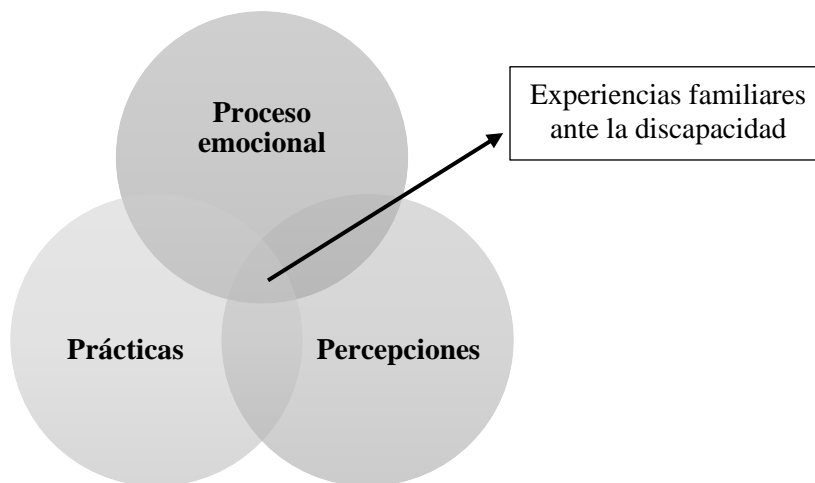 Proceso
emocional
Experiencias familiares
ante la discapacidad
Prácticas
Percepciones